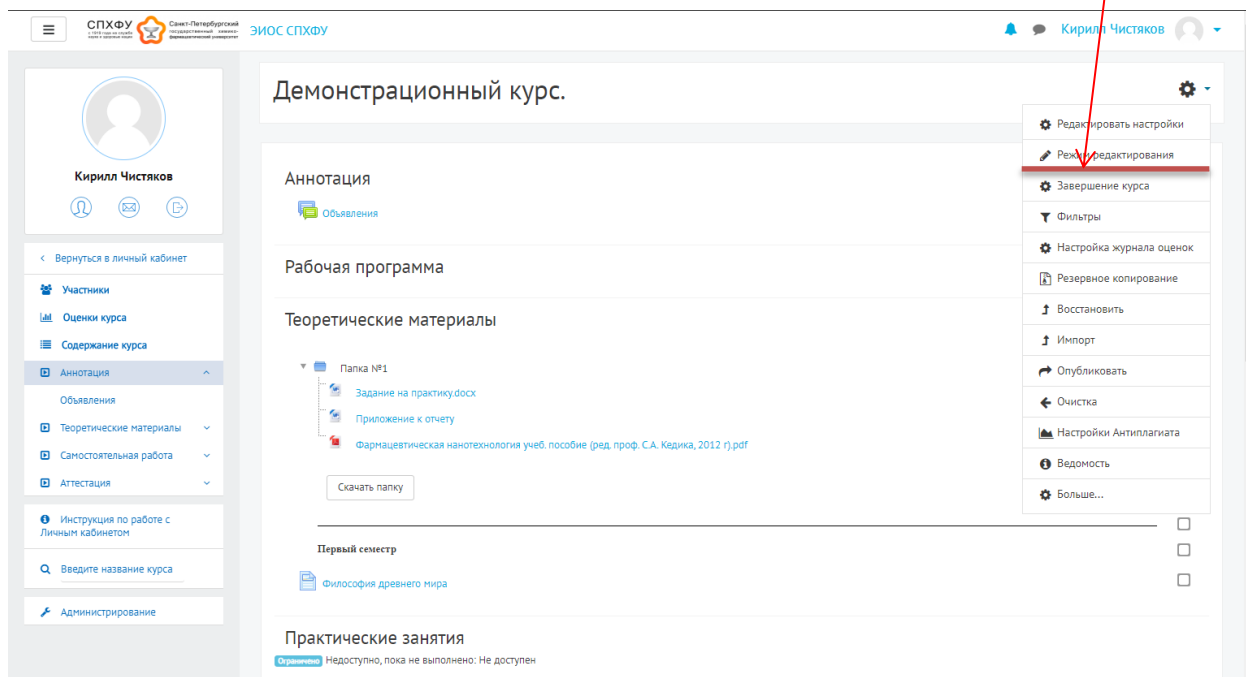 СПХФУ
Санкт-Петербургский
государственный химико-
фармацевтический университет
ЭИОС СПХФУ
Кирилл Чистяков
Демонстрационный курс.
Редактировать настройки
Режим редактирования
Завершение курса
Фильтры
Настройка журнала оценок
Резервное копирование
Восстановить
Импорт
Опубликовать
Очистка
Настройки Антиплагиата
Ведомость
Больше...
Кирилл Чистяков
Вернуться в личный кабинет
Участники
Оценки курса
Содержание курса
Аннотация
Объявления
Теоретические материалы
Самостоятельная работа
Аттестация
Инструкция по работе с
Личным кабинетом
Введите название курса
Администрирование
Аннотация
Объявления
Рабочая программа
Теоретические материалы
Папка №1
Задание на практику.docx
Приложение к отчету
Фармацевтическая нанотехнология учеб. пособие (ред. проф. С.А. Кедика, 2012 г).pdf
Скачать папку
Первый семестр
Философия древнего мира
Практические занятия
Ограничено Недоступно, пока не выполнено: Не доступен